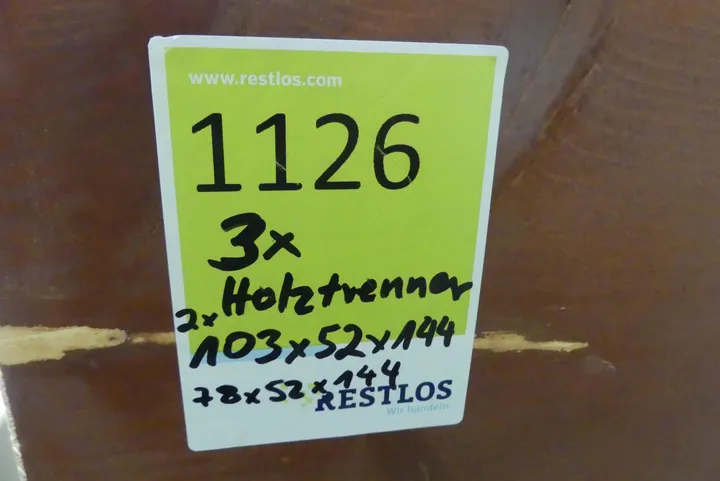 www.restlos.com
1126
3x
Holztrenner
2x
103x52x144
78x52x144
RESTLOS
Wir handeln.